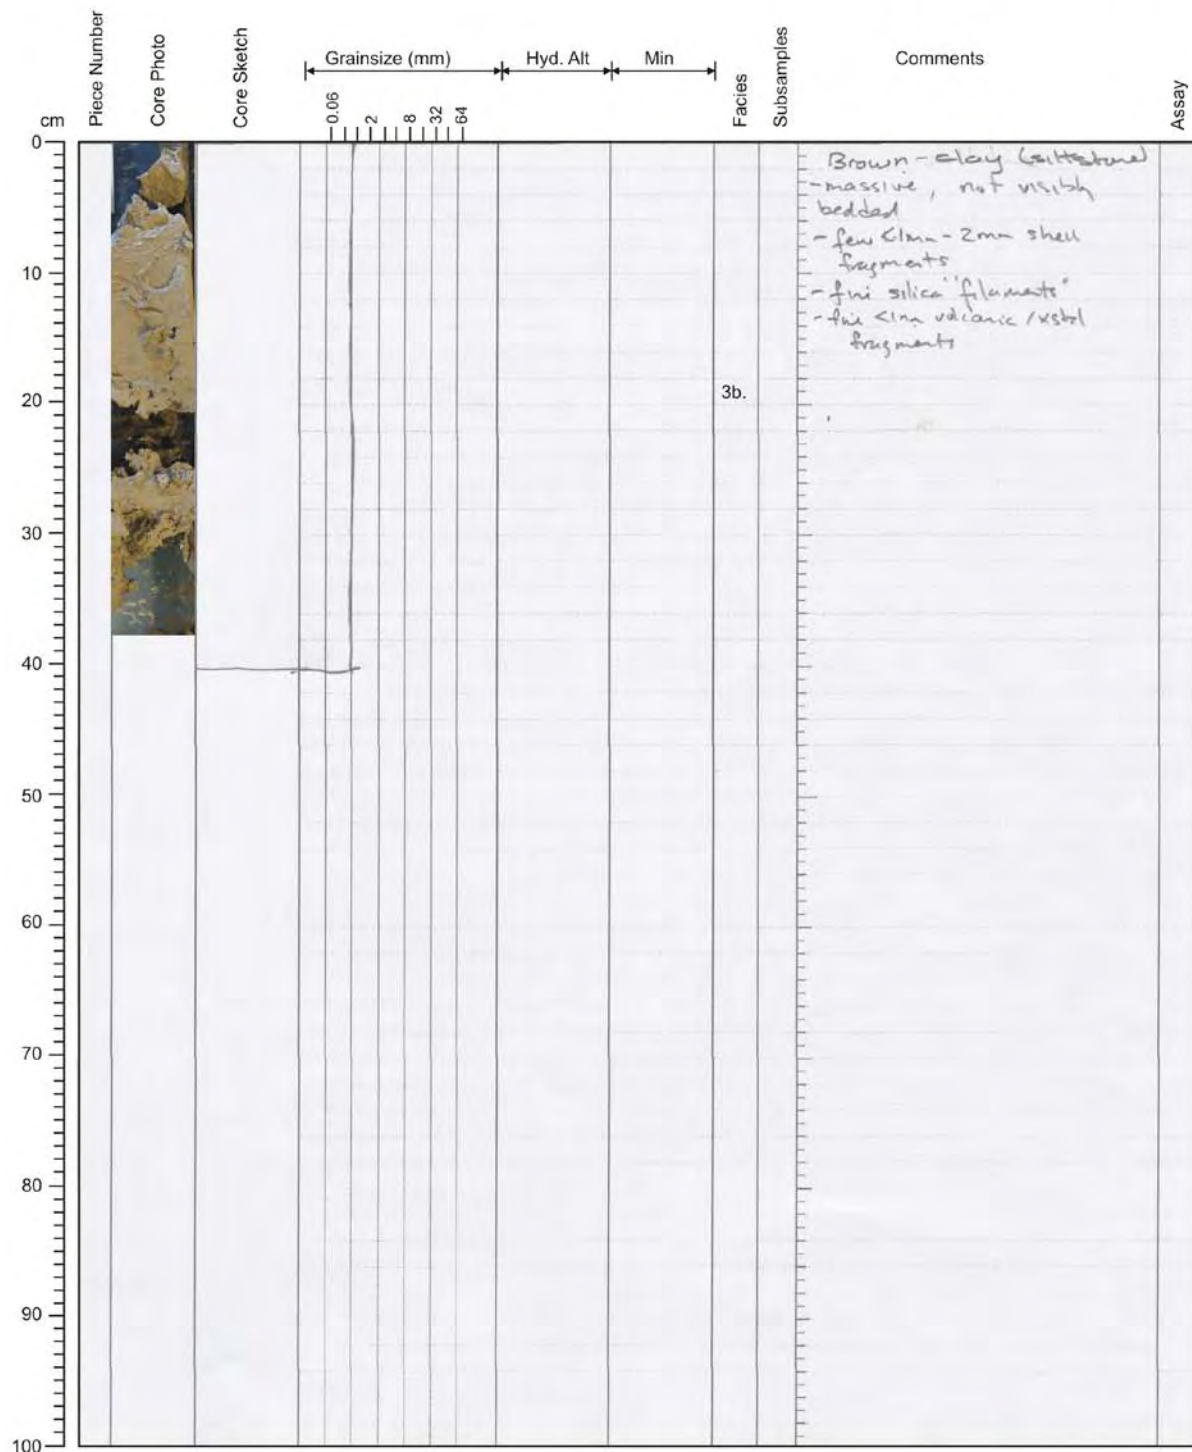 Piece Number
Core Photo
Core Sketch
Grainsize (mm)
Hyd. Alt
Min
Facies
Subsamples
Comments
Assay
cm
0.06
2
8
32
64
0
10
20
30
40
50
60
70
80
90
100
3b.
Brown - clay (siltstone)
- massive, not visibly
bedded
- few <1mm - 2mm shell
fragments
- fine silica "filaments"
- fine <1mm volcanic / xstal
fragments